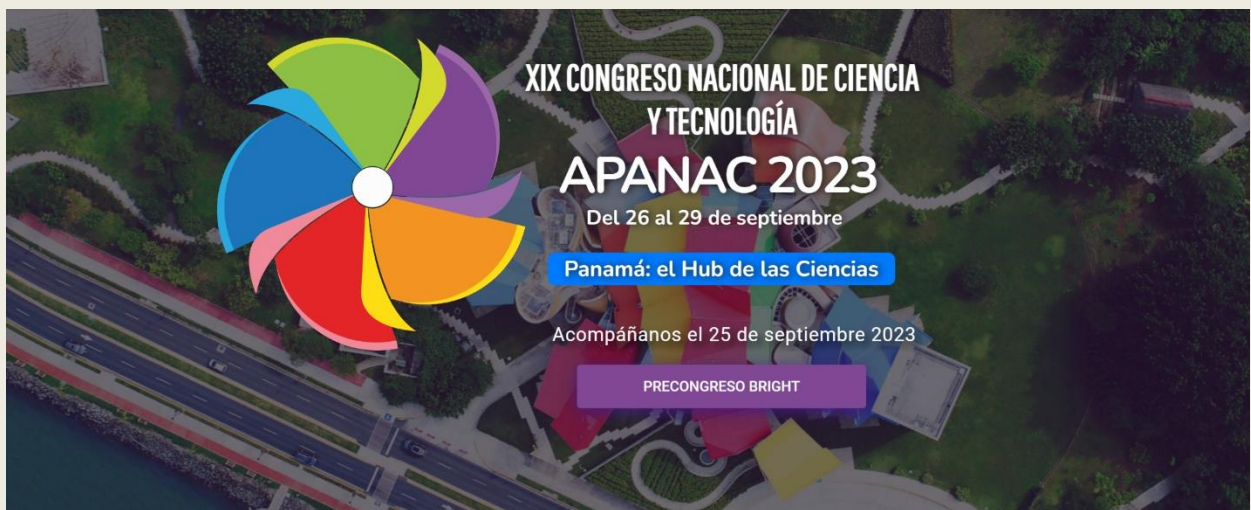 XIX CONGRESO NACIONAL DE CIENCIA
Y TECNOLOGÍA
APANAC 2023
Del 26 al 29 de septiembre
Panamá: el Hub de las Ciencias
Acompáñanos el 25 de septiembre 2023
PRECONGRESO BRIGHT